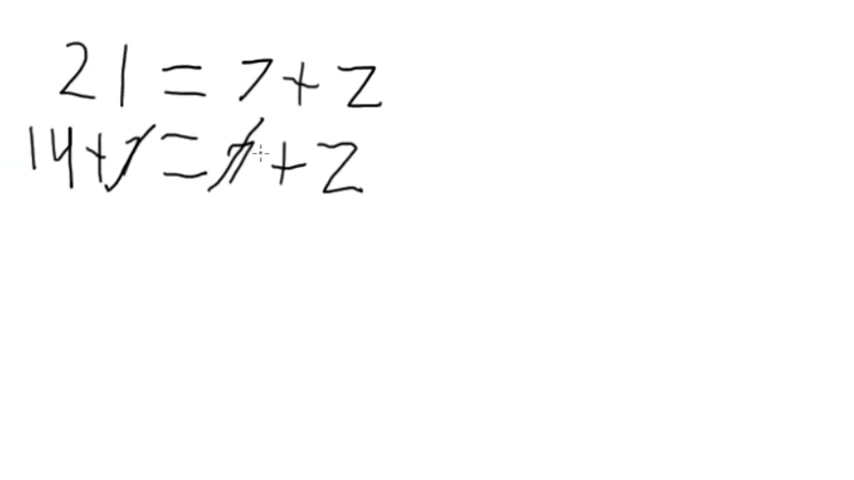 21 = 7 + z
14 + 7 = 7 + z